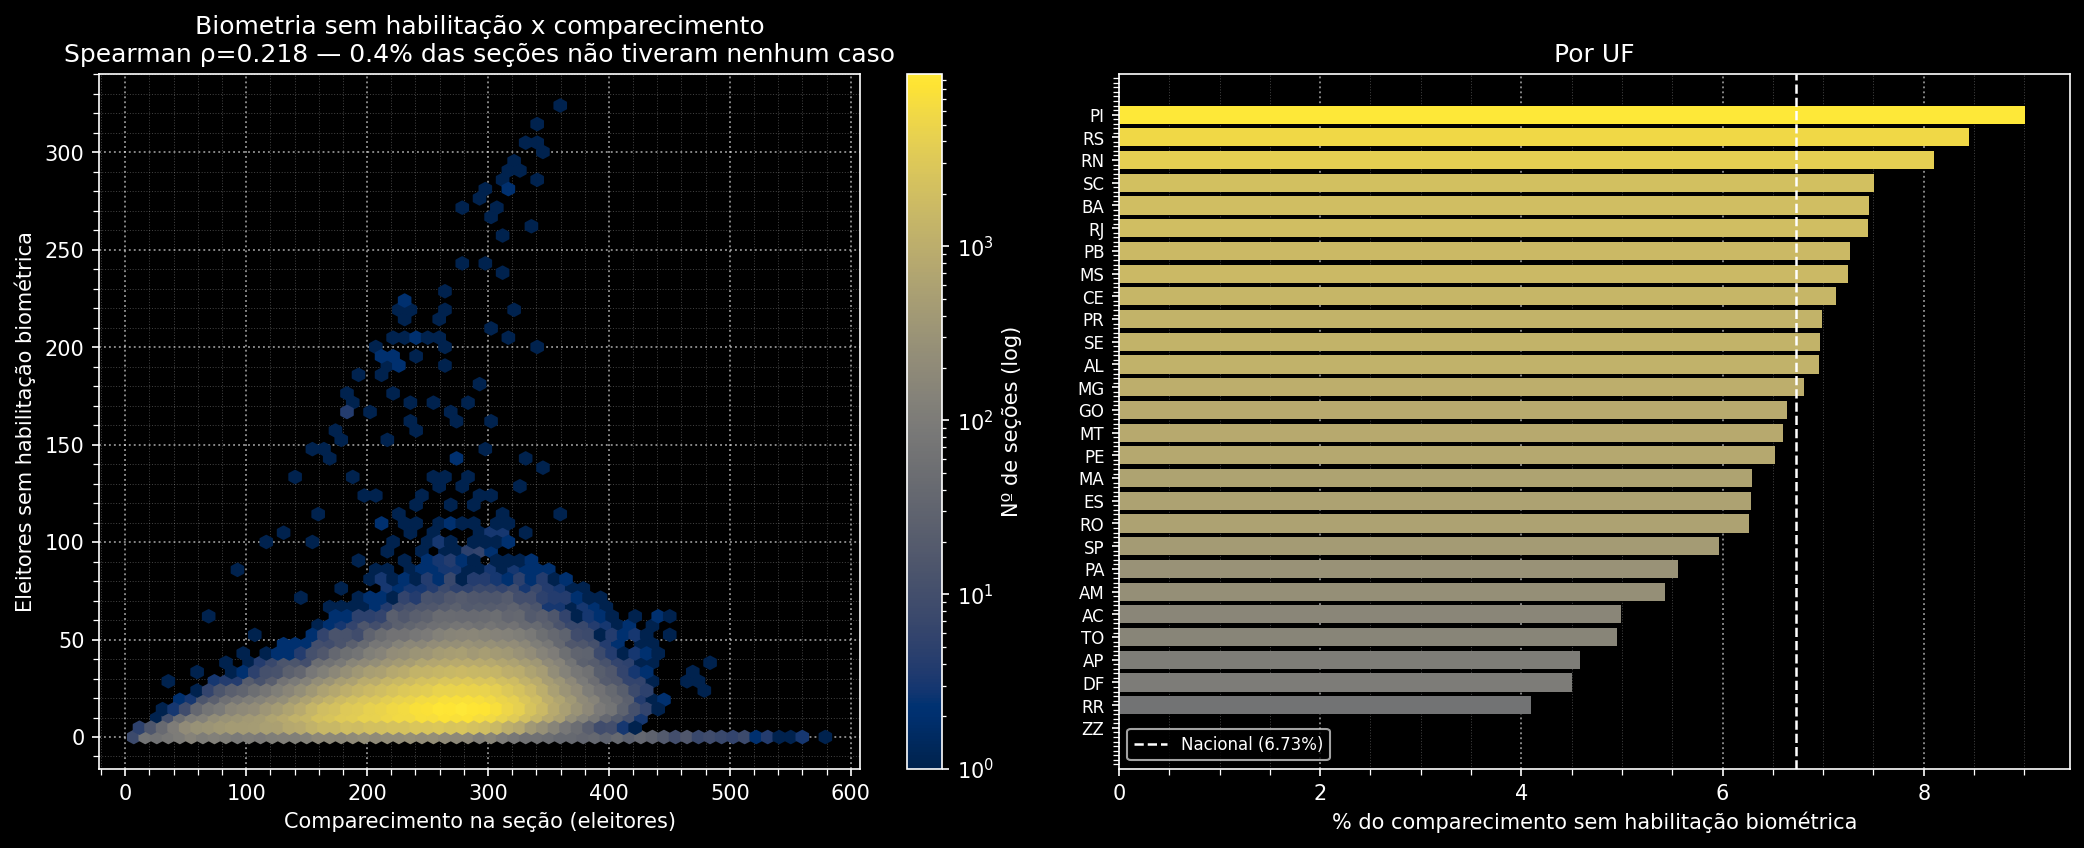 Biometria sem habilitação x comparecimento
Spearman ρ=0.218 — 0.4% das seções não tiveram nenhum caso
Eleitores sem habilitação biométrica
300
250
200
150
100
50
0
0 100 200 300 400 500 600
Comparecimento na seção (eleitores)
10³
10²
10¹
10⁰
Nº de seções (log)
Por UF
PI
RS
RN
SC
BA
RJ
PB
MS
CE
PR
SE
AL
MG
GO
MT
PE
MA
ES
RO
SP
PA
AM
AC
TO
AP
DF
RR
ZZ
Nacional (6.73%)
0 2 4 6 8
% do comparecimento sem habilitação biométrica